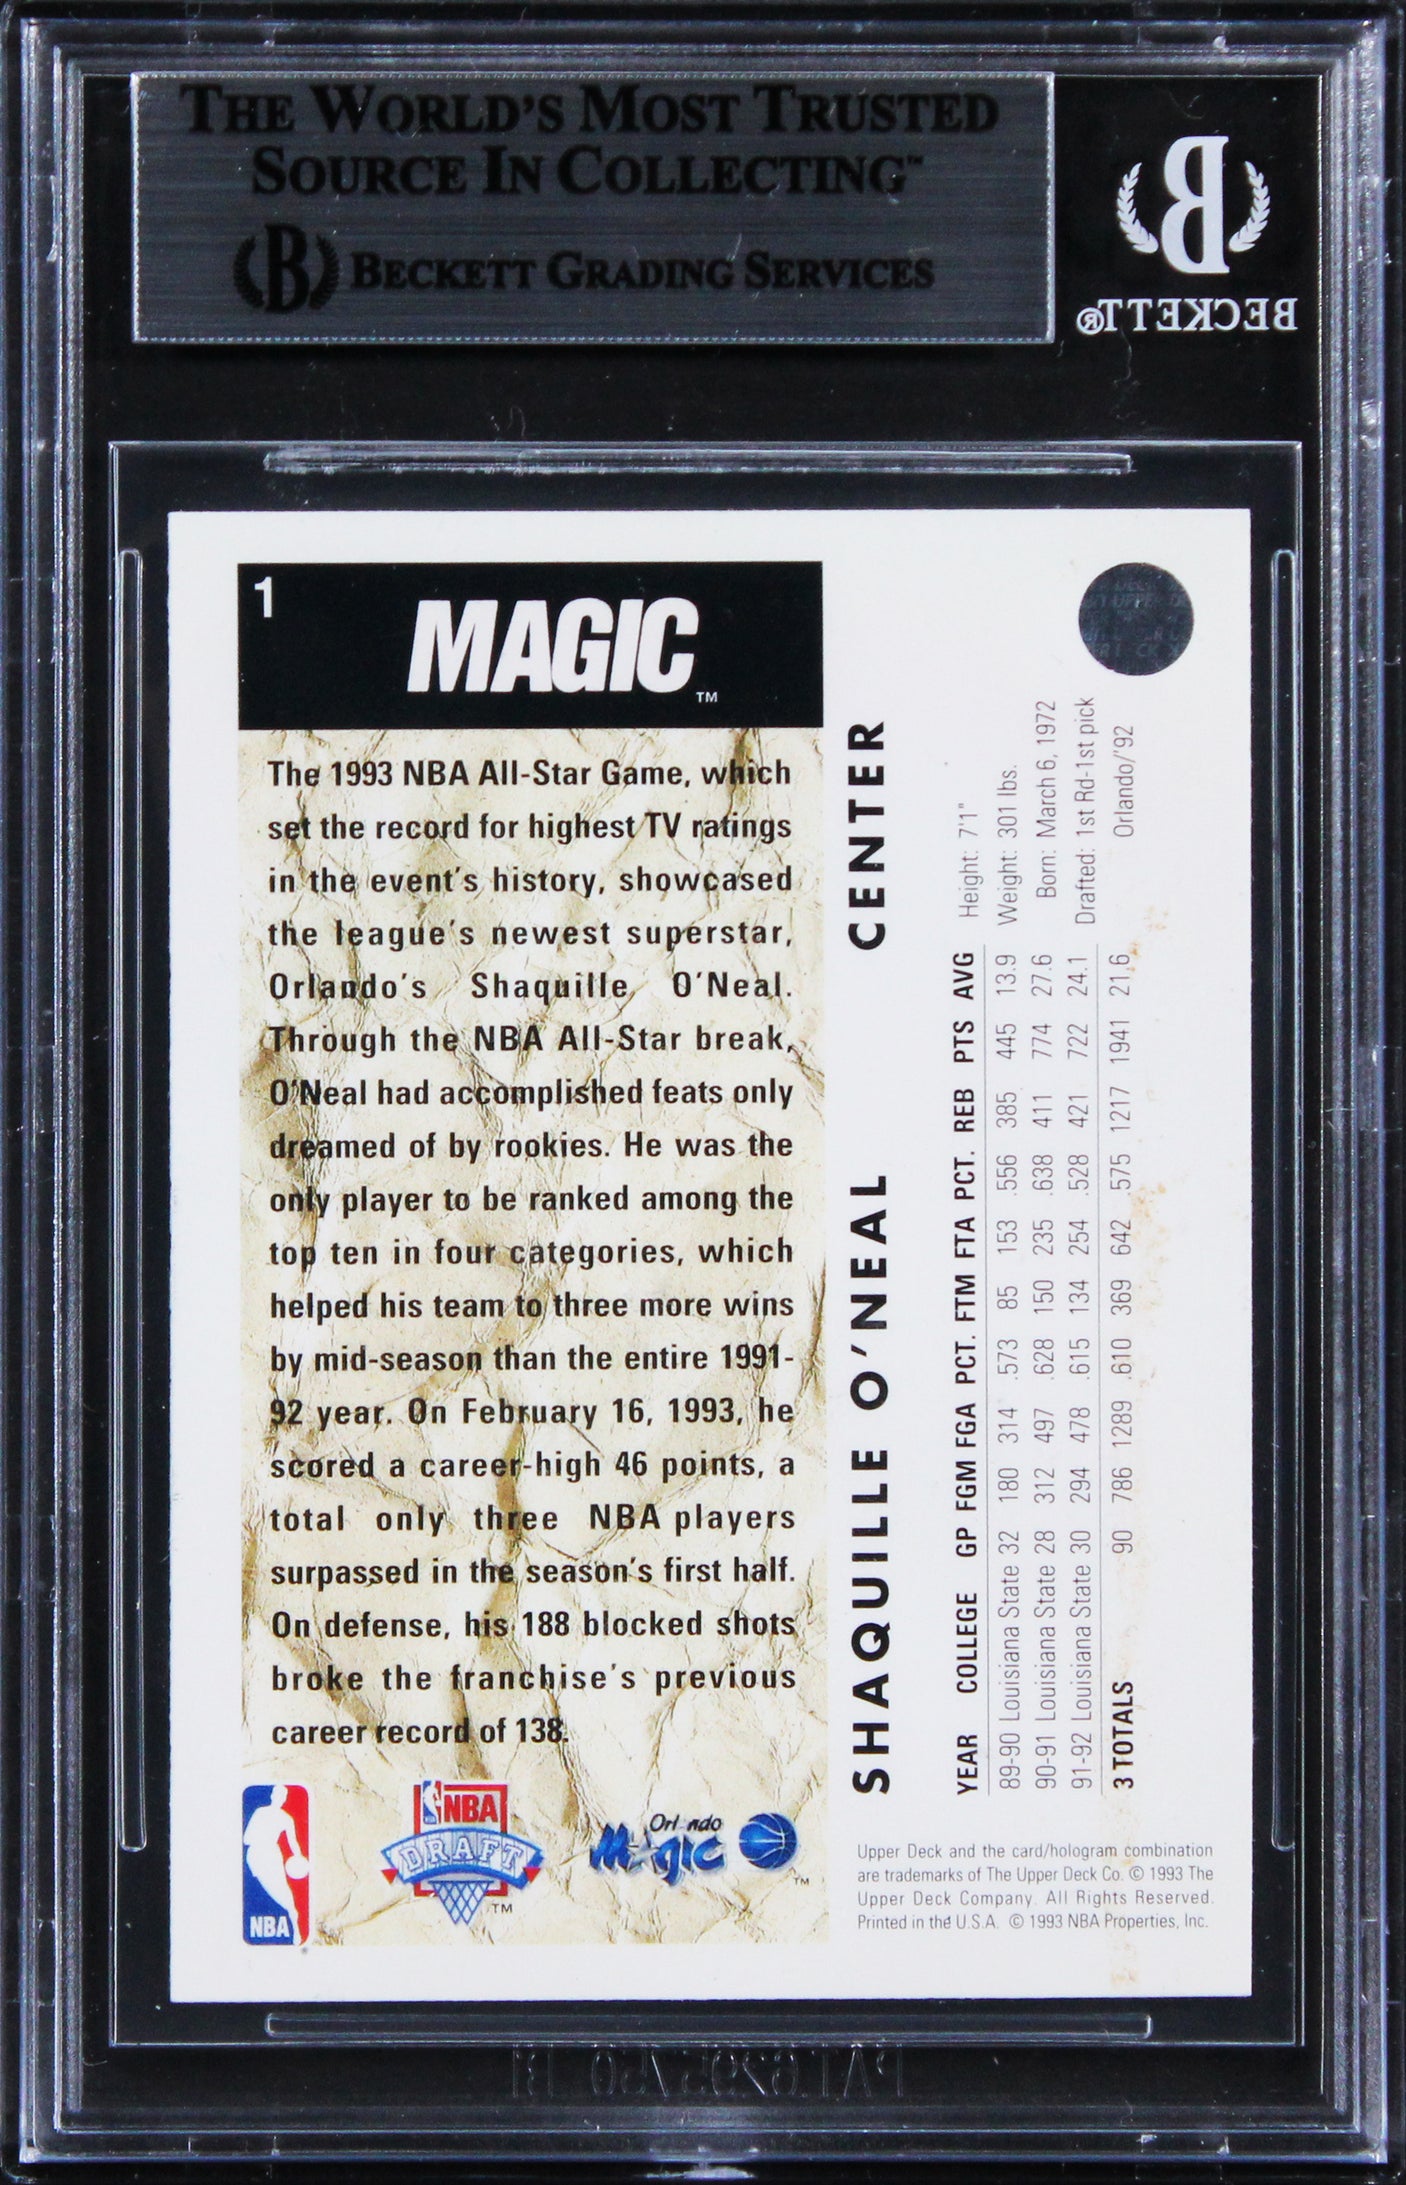 THE WORLD'S MOST TRUSTED
SOURCE IN COLLECTING™
B BECKETT GRADING SERVICES
B
BECKETT®
1
MAGIC™
The 1993 NBA All-Star Game, which
set the record for highest TV ratings
in the event's history, showcased
the league's newest superstar,
Orlando's Shaquille O'Neal.
Through the NBA All-Star break,
O'Neal had accomplished feats only
dreamed of by rookies. He was the
only player to be ranked among the
top ten in four categories, which
helped his team to three more wins
by mid-season than the entire 1991-
92 year. On February 16, 1993, he
scored a career-high 46 points, a
total only three NBA players
surpassed in the season's first half.
On defense, his 188 blocked shots
broke the franchise's previous
career record of 138.
NBA
NBA
DRAFT
TM
Orlando
Magic
TM
SHAQUILLE O'NEAL CENTER
Height: 7'1"
Weight: 301 lbs.
Born: March 6, 1972
Drafted: 1st Rd-1st pick
Orlando/'92
YEAR COLLEGE GP FGM FGA PCT. FTM FTA PCT. REB PTS AVG
89-90 Louisiana State 32 180 314 .573 85 153 .556 385 445 13.9
90-91 Louisiana State 28 312 497 .628 150 235 .638 411 774 27.6
91-92 Louisiana State 30 294 478 .615 134 254 .528 421 722 24.1
3 TOTALS 90 786 1289 .610 369 642 .575 1217 1941 21.6
Upper Deck and the card/hologram combination
are trademarks of The Upper Deck Co. © 1993 The
Upper Deck Company. All Rights Reserved.
Printed in the U.S.A. © 1993 NBA Properties, Inc.